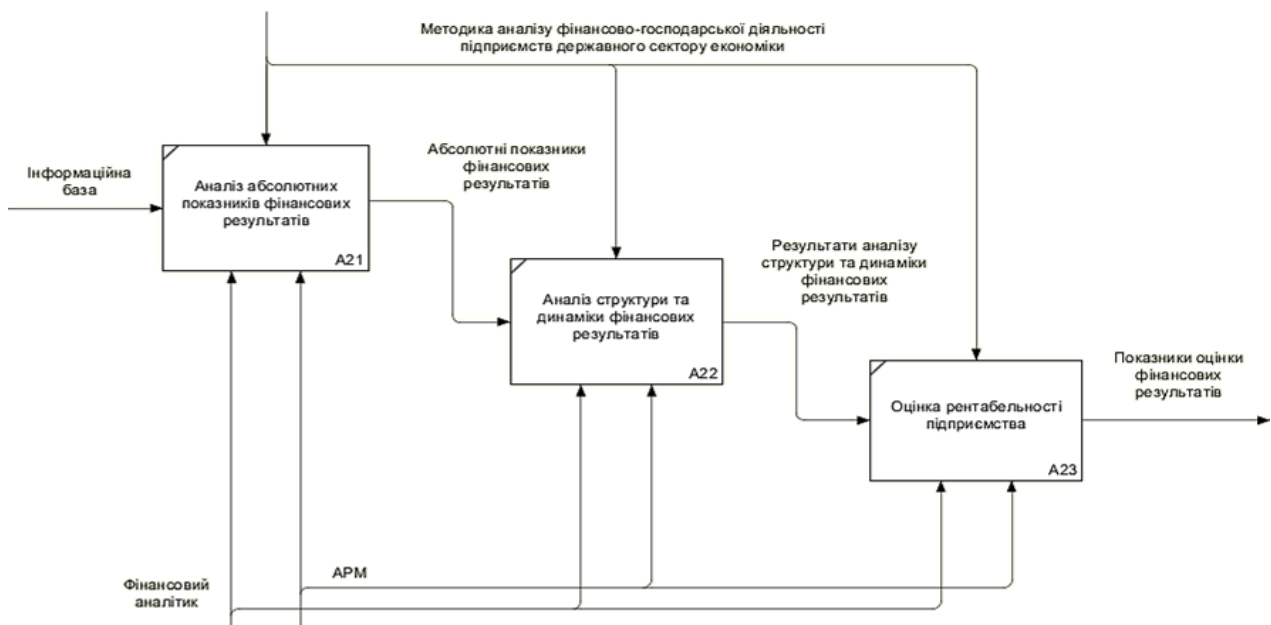 Методика аналізу фінансово-господарської діяльності
підприємств державного сектору економіки
Інформаційна
база
Аналіз абсолютних
показників фінансових
результатів
A21
Абсолютні показники
фінансових
результатів
Аналіз структури та
динаміки фінансових
результатів
A22
Результати аналізу
структури та динаміки
фінансових
результатів
Оцінка рентабельності
підприємства
A23
Показники оцінки
фінансових
результатів
АРМ
Фінансовий
аналітик